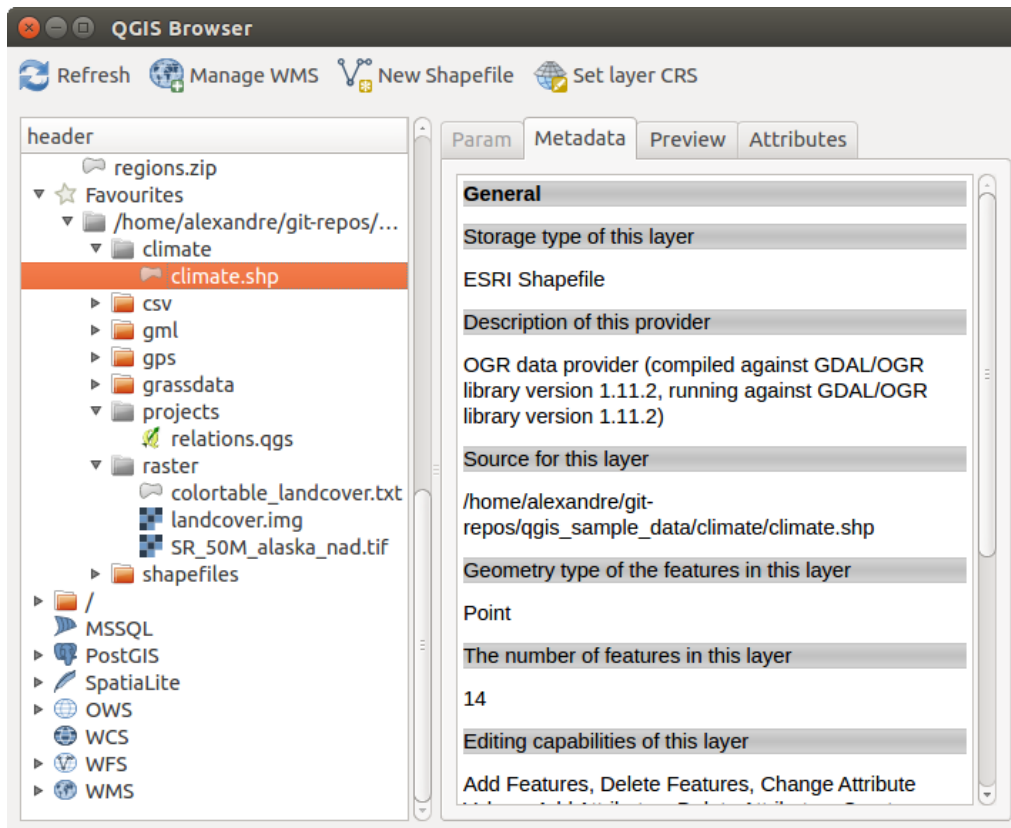 QGIS Browser
Refresh
Manage WMS
New Shapefile
Set layer CRS
header
regions.zip
Favourites
/home/alexandre/git-repos/...
climate
climate.shp
csv
gml
gps
grassdata
projects
relations.qgs
raster
colortable_landcover.txt
landcover.img
SR_50M_alaska_nad.tif
shapefiles
/
MSSQL
PostGIS
SpatiaLite
OWS
WCS
WFS
WMS
Param
Metadata
Preview
Attributes
General
Storage type of this layer
ESRI Shapefile
Description of this provider
OGR data provider (compiled against GDAL/OGR
library version 1.11.2, running against GDAL/OGR
library version 1.11.2)
Source for this layer
/home/alexandre/git-
repos/qgis_sample_data/climate/climate.shp
Geometry type of the features in this layer
Point
The number of features in this layer
14
Editing capabilities of this layer
Add Features, Delete Features, Change Attribute